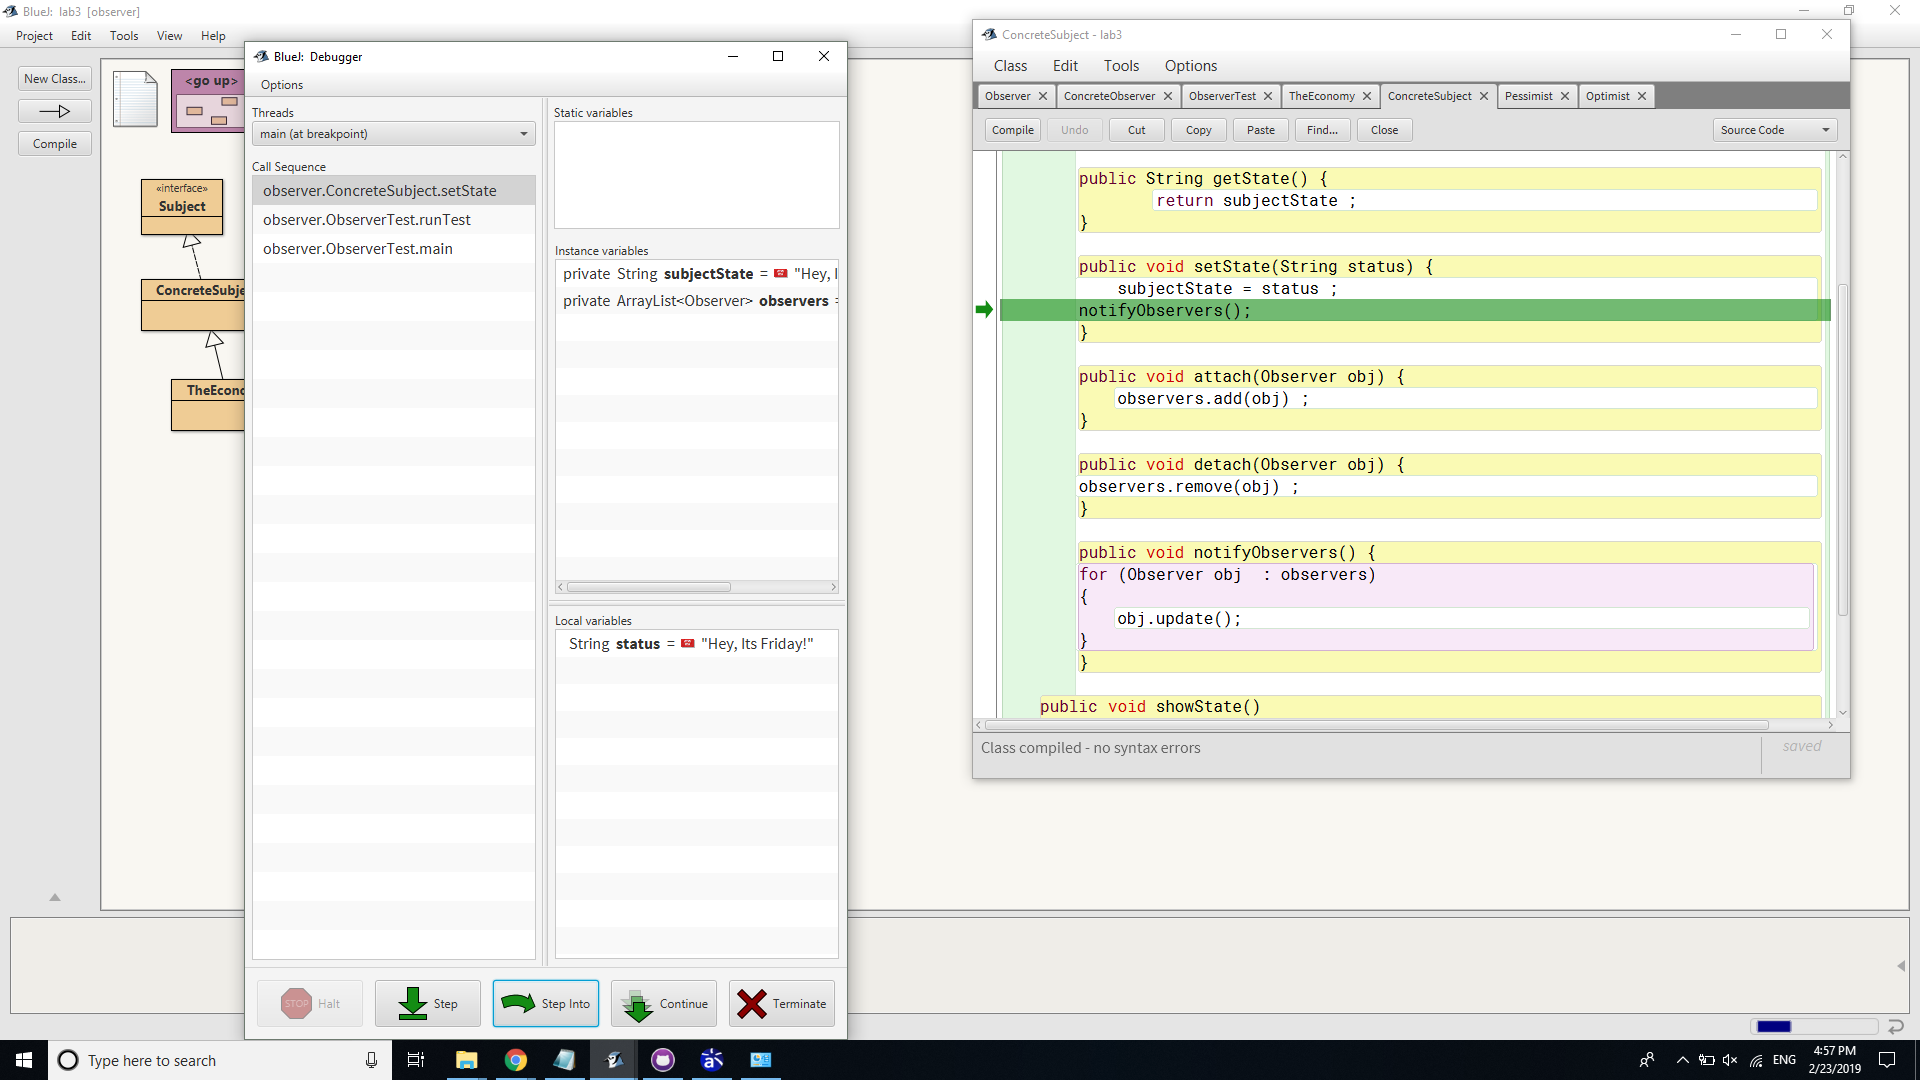 BlueJ: lab3 [observer]
Project Edit Tools View Help
New Class...
Compile
<go up>
«interface»
Subject
ConcreteSubje
TheEcono
BlueJ: Debugger
Options
Threads
main (at breakpoint)
Call Sequence
observer.ConcreteSubject.setState
observer.ObserverTest.runTest
observer.ObserverTest.main
Static variables
Instance variables
private String subjectState = "Hey, I
private ArrayList<Observer> observers =
Local variables
String status = "Hey, Its Friday!"
STOP Halt
Step
Step Into
Continue
Terminate
ConcreteSubject - lab3
Class Edit Tools Options
Observer ConcreteObserver ObserverTest TheEconomy ConcreteSubject Pessimist Optimist
Compile Undo Cut Copy Paste Find... Close Source Code
public String getState() {
return subjectState ;
}
public void setState(String status) {
subjectState = status ;
notifyObservers();
}
public void attach(Observer obj) {
observers.add(obj) ;
}
public void detach(Observer obj) {
observers.remove(obj) ;
}
public void notifyObservers() {
for (Observer obj : observers)
{
obj.update();
}
}
public void showState()
Class compiled - no syntax errors
saved
Type here to search
ENG
4:57 PM
2/23/2019